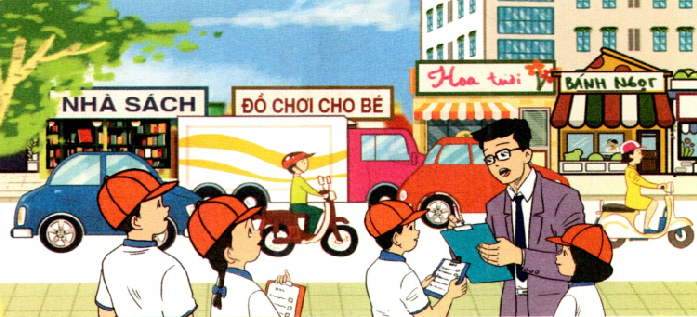 NHÀ SÁCH
ĐỒ CHƠI CHO BÉ
Hoa tươi
BÁNH NGỌT